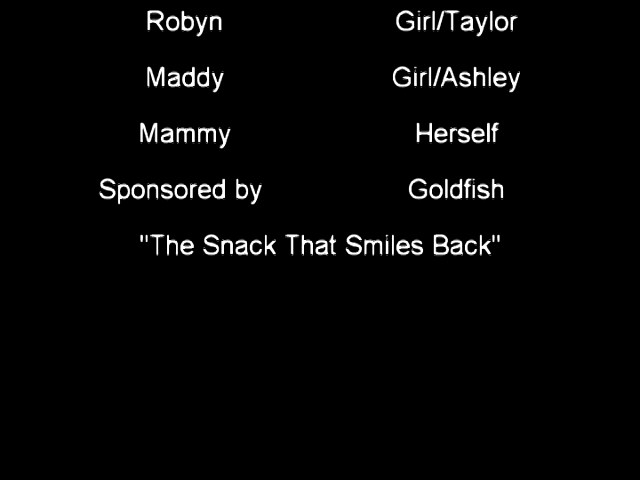 Robyn Girl/Taylor
Maddy Girl/Ashley
Mammy Herself
Sponsored by Goldfish
"The Snack That Smiles Back"